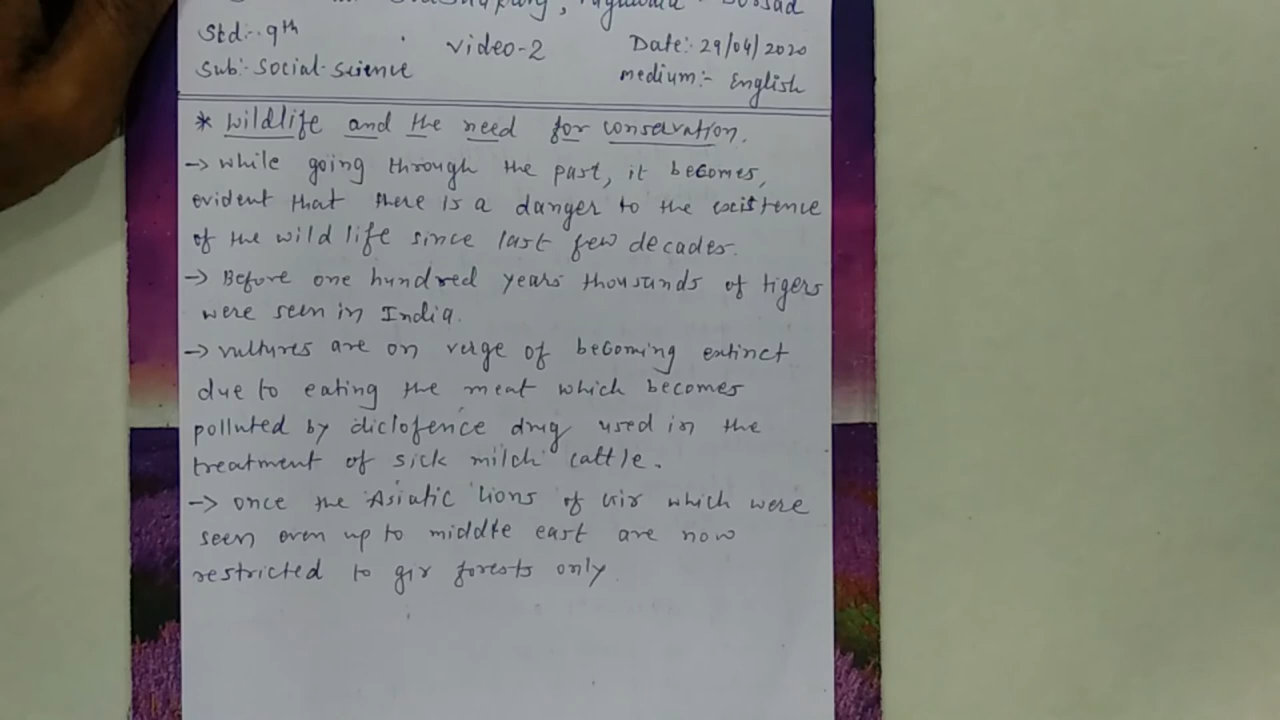 Std:- 9th
video-2
Date:- 29/04/2020
Sub:- Social-science
medium:- English
* Wildlife and the need for conservation.
→ while going through the past, it becomes,
evident that there is a danger to the existence
of the wild life since last few decades.
→ Before one hundred years thousands of tigers
were seen in India.
→ vultures are on verge of becoming extinct
due to eating the meat which becomes
polluted by diclofence drug used in the
treatment of sick milch cattle.
→ once the Asiatic lions of Gir which were
seen even up to middle east are now
restricted to gir forests only